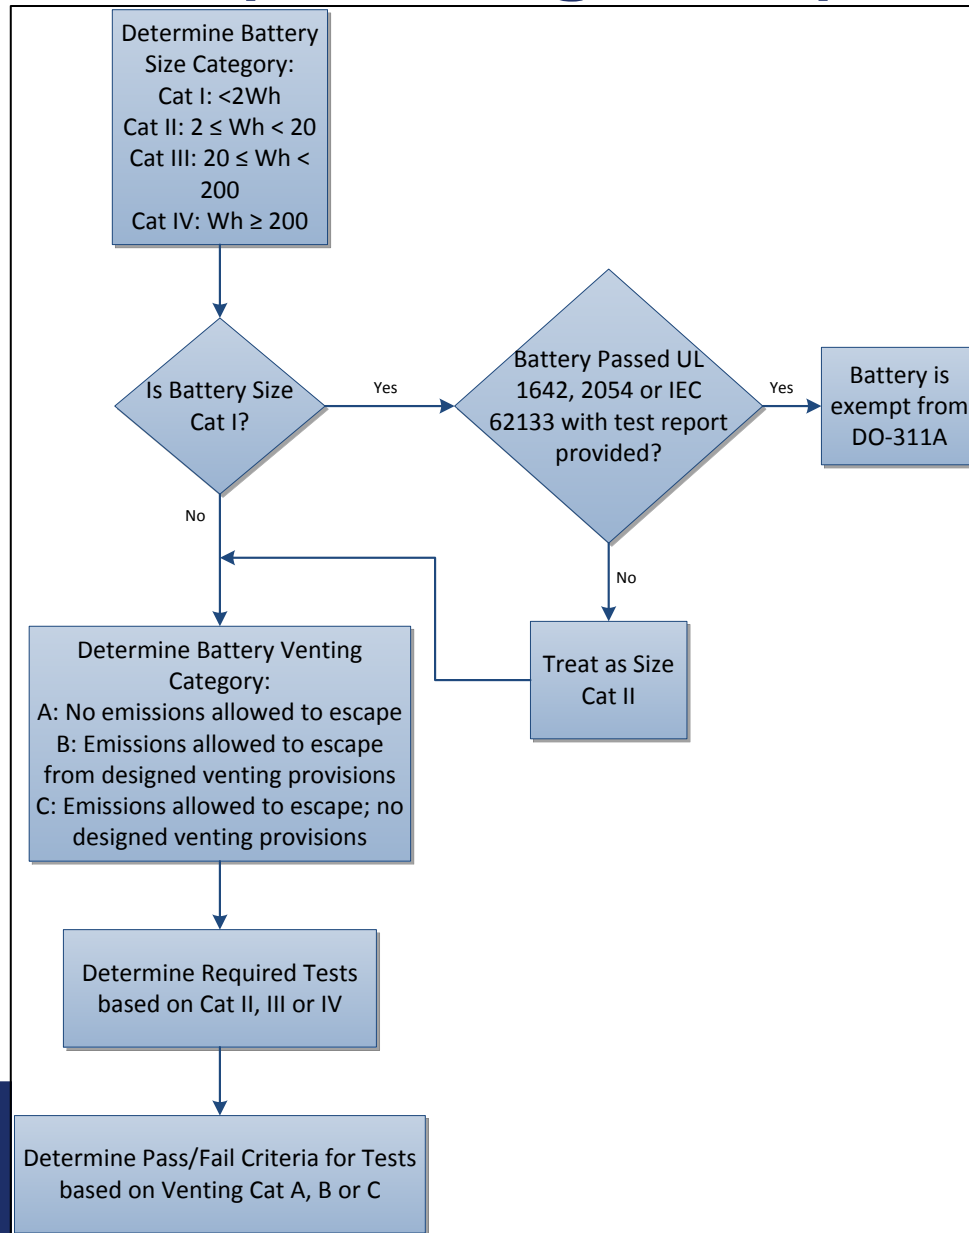 Determine Battery
Size Category:
Cat I: <2Wh
Cat II: 2 ≤ Wh < 20
Cat III: 20 ≤ Wh <
200
Cat IV: Wh ≥ 200
Is Battery Size
Cat I?
Yes
Battery Passed UL
1642, 2054 or IEC
62133 with test report
provided?
Yes
Battery is
exempt from
DO-311A
No
No
Treat as Size
Cat II
Determine Battery Venting
Category:
A: No emissions allowed to escape
B: Emissions allowed to escape
from designed venting provisions
C: Emissions allowed to escape; no
designed venting provisions
Determine Required Tests
based on Cat II, III or IV
Determine Pass/Fail Criteria for Tests
based on Venting Cat A, B or C